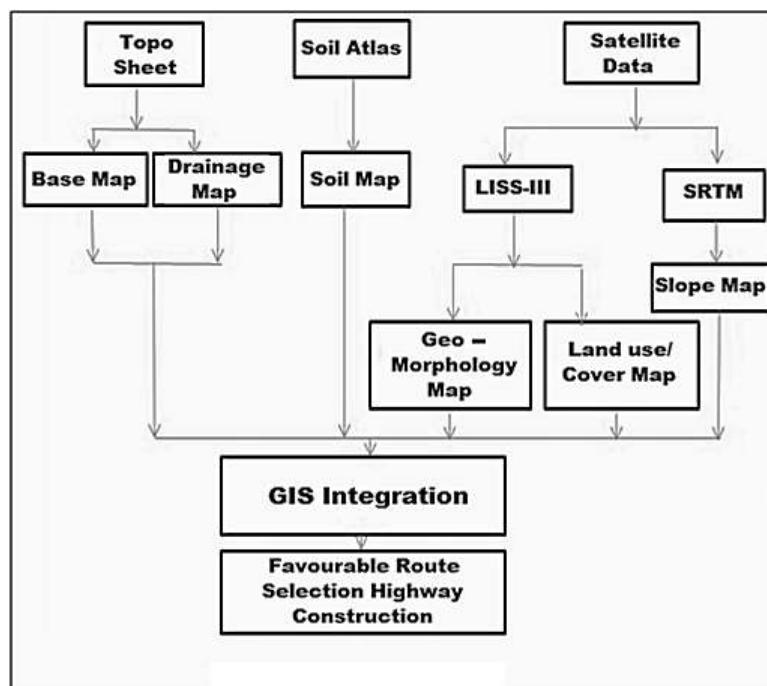 Topo
Sheet
Soil Atlas
Satellite
Data
Base Map
Drainage
Map
Soil Map
LISS-III
SRTM
Slope Map
Geo –
Morphology
Map
Land use/
Cover Map
GIS Integration
Favourable Route
Selection Highway
Construction